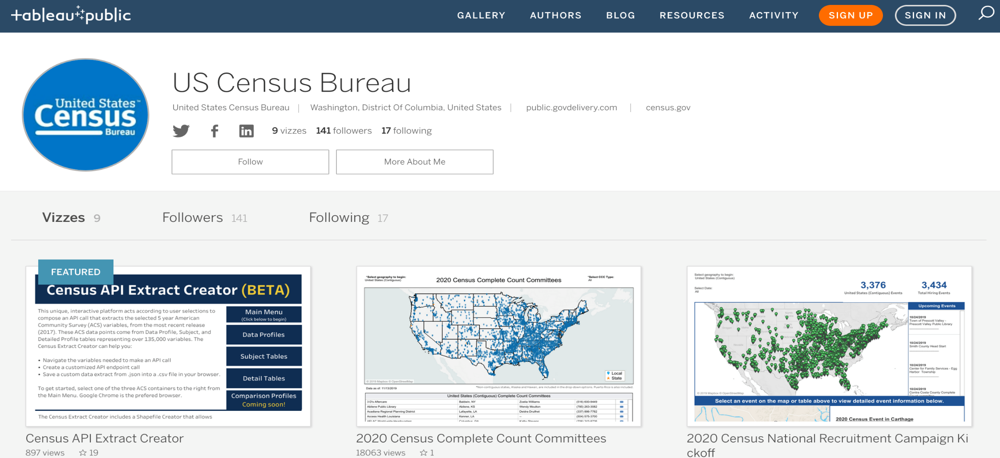 +ableau public
GALLERY
AUTHORS
BLOG
RESOURCES
ACTIVITY
SIGN UP
SIGN IN
United States™
Census
Bureau
US Census Bureau
United States Census Bureau | Washington, District Of Columbia, United States | public.govdelivery.com | census.gov
9 vizzes 141 followers 17 following
Follow
More About Me
Vizzes 9
Followers 141
Following 17
FEATURED
Census API Extract Creator (BETA)
This unique, interactive platform acts according to user selections to
compose an API call that extracts the selected 5 year American
Community Survey (ACS) variables, from the most recent release
(2017). These ACS data points come from Data Profile, Subject, and
Detailed Profile tables representing over 135,000 variables. The
Census Extract Creator can help you:
• Navigate the variables needed to make an API call
• Create a customized API endpoint call
• Save a custom data extract from .json into a .csv file in your browser.
To get started, select one of the three ACS containers to the right from
the Main Menu. Google Chrome is the prefered browser.
Main Menu
(Click below to begin)
Data Profiles
Subject Tables
Detail Tables
Comparison Profiles
Coming soon!
The Census Extract Creator includes a Shapefile Creator that allows
Census API Extract Creator
897 views ☆ 19
*Select geography to begin:
United States (Contiguous)
2020 Census Complete Count Committees
*Select CCC Type:
All
Local
State
© 2019 Mapbox © OpenStreetMap
Data as of: 11/13/2019
*Non-contiguous states, Alaska and Hawaii, are included in the drop-down options. Puerto Rico is also included.
United States (Contiguous) Complete Count Committees
3 D's Aftercare Baldwin, NY Zoelia Williams (516) 600-9449
Abilene Public Library Abilene, KS Wendy Moulton (785) 263-3082
Acadiana Regional Planning District Lafayette, LA Deidra Druilhet (337) 886-7782
Access Health Louisiana Kenner, LA -- (504) 575-3700
AFLAC Worldwide Headquarters Columbus, GA Kathy Stevens
2020 Census Complete Count Committees
18063 views ☆ 1
Select geography to begin:
United States (Contiguous)
Select Date:
All
3,376
United States (Contiguous) Events
3,434
Total Hiring Events
Upcoming Events
10/24/2019
Town of Prescott Valley -
Prescott Valley Public Library
10/24/2019
Smith County Head Start
10/24/2019
Center for Family Services - Egg
Harbor Township
10/24/2019
Contra Costa County Complete
© 2019 Mapbox © OpenStreetMap
Select an event on the map or table above to view detailed event information below.
2020 Census Event in Carthage
2020 Census National Recruitment Campaign Ki
ckoff